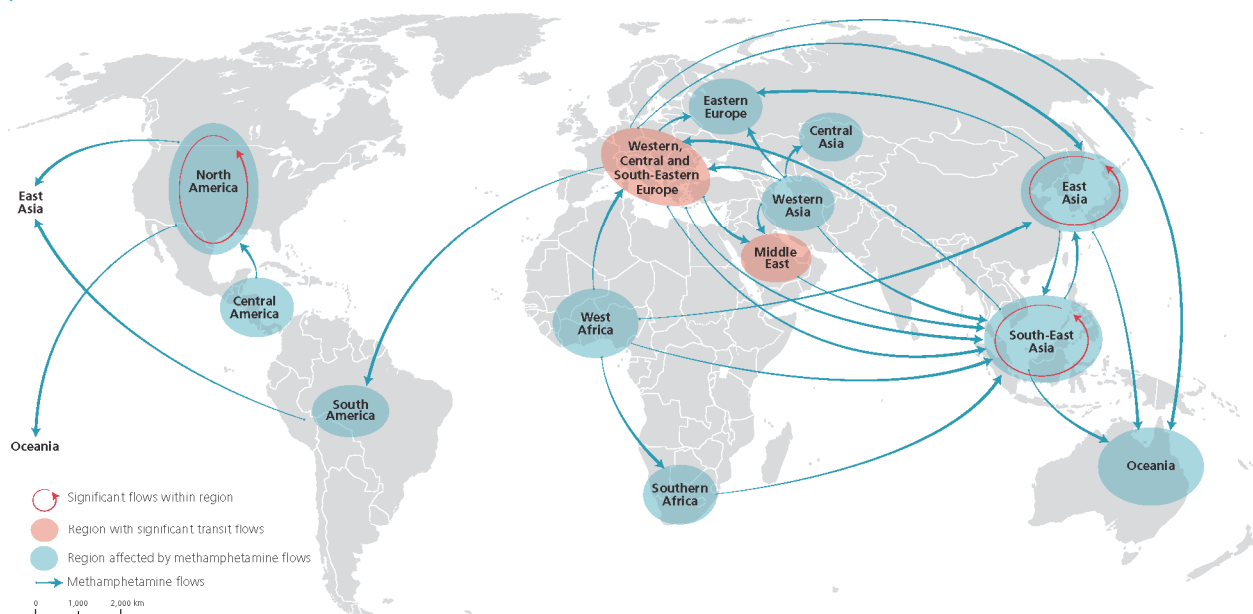 Eastern
Europe
Central
Asia
Western,
Central and
South-Eastern
Europe
North
America
East
Asia
Western
Asia
East
Asia
Middle
East
Central
America
West
Africa
South-East
Asia
South
America
Oceania
Oceania
Southern
Africa
Significant flows within region
Region with significant transit flows
Region affected by methamphetamine flows
Methamphetamine flows
0 1,000 2,000 km